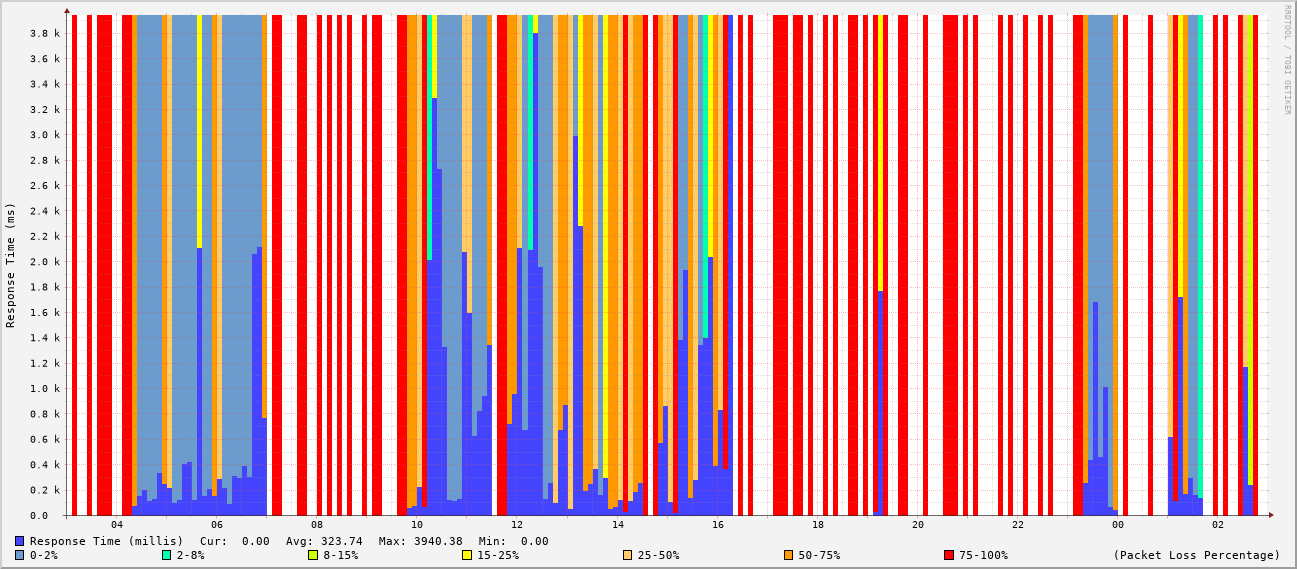 RRDTOOL / TOBI OETIKER
Response Time (ms)
3.8 k
3.6 k
3.4 k
3.2 k
3.0 k
2.8 k
2.6 k
2.4 k
2.2 k
2.0 k
1.8 k
1.6 k
1.4 k
1.2 k
1.0 k
0.8 k
0.6 k
0.4 k
0.2 k
0.0
04 06 08 10 12 14 16 18 20 22 00 02
Response Time (millis) Cur: 0.00 Avg: 323.74 Max: 3940.38 Min: 0.00
0-2% 2-8% 8-15% 15-25% 25-50% 50-75% 75-100% (Packet Loss Percentage)